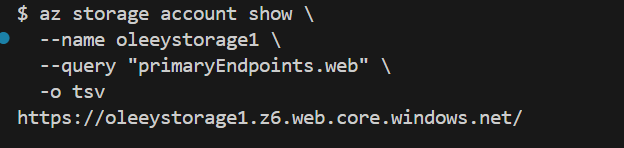 $ az storage account show \
--name oleeystorage1 \
--query "primaryEndpoints.web" \
-o tsv
https://oleeystorage1.z6.web.core.windows.net/